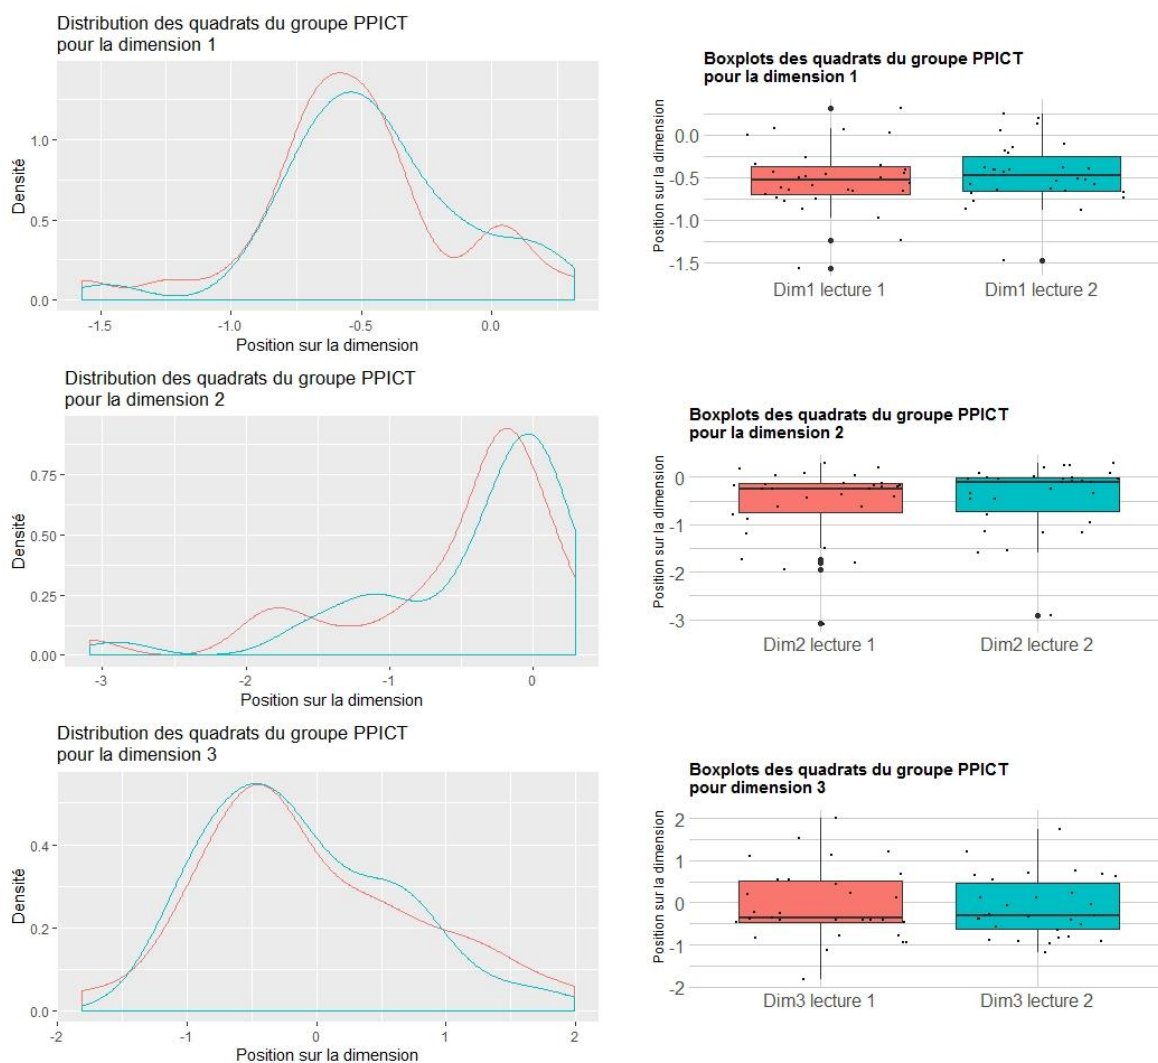 Distribution des quadrats du groupe PPICT
pour la dimension 1
Densité
1.0
0.5
0.0
-1.5
-1.0
-0.5
0.0
Position sur la dimension
Boxplots des quadrats du groupe PPICT
pour la dimension 1
Position sur la dimension
0.0
-0.5
-1.0
-1.5
Dim1 lecture 1
Dim1 lecture 2
Distribution des quadrats du groupe PPICT
pour la dimension 2
Densité
0.75
0.50
0.25
0.00
-3
-2
-1
0
Position sur la dimension
Boxplots des quadrats du groupe PPICT
pour la dimension 2
Position sur la dimension
0
-1
-2
-3
Dim2 lecture 1
Dim2 lecture 2
Distribution des quadrats du groupe PPICT
pour la dimension 3
Densité
0.4
0.2
0.0
-2
-1
0
1
2
Position sur la dimension
Boxplots des quadrats du groupe PPICT
pour dimension 3
Position sur la dimension
2
1
0
-1
-2
Dim3 lecture 1
Dim3 lecture 2